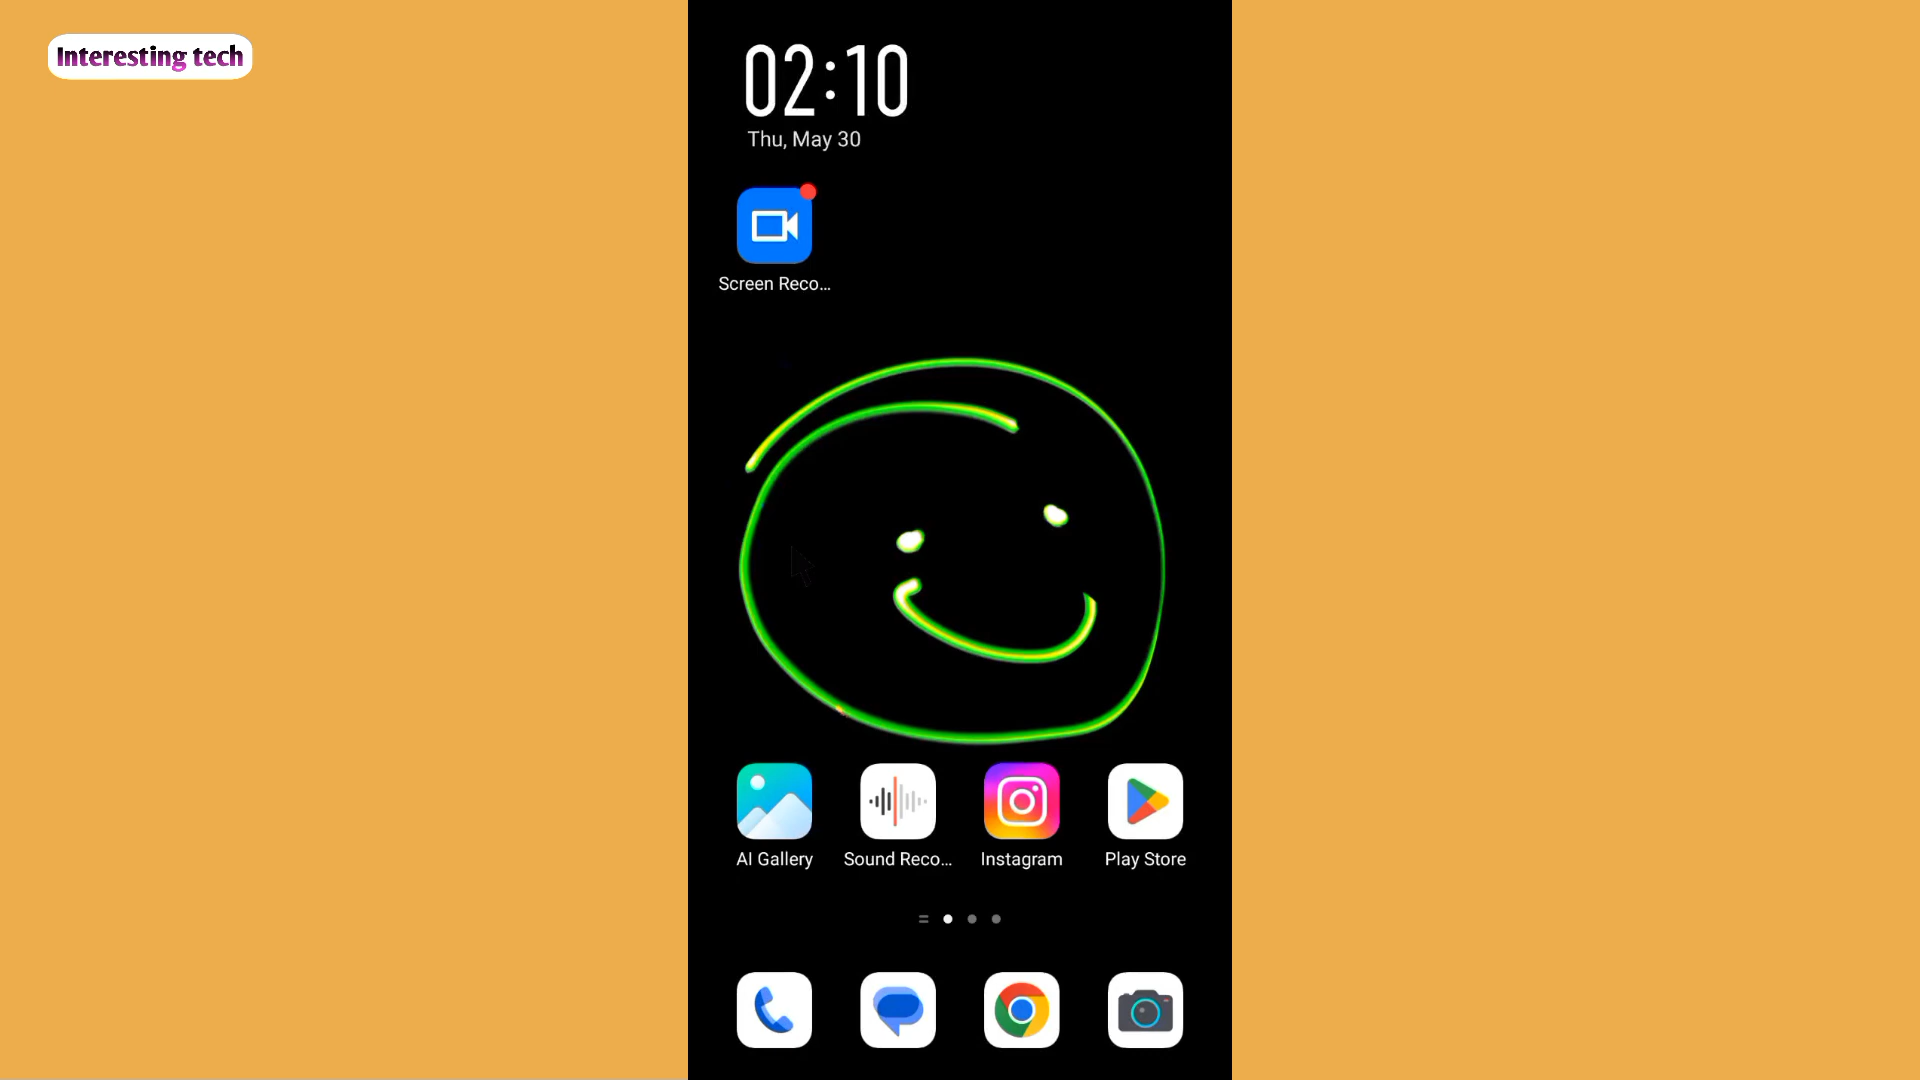 Interesting tech
02:10
Thu, May 30
Screen Reco...
AI Gallery
Sound Reco...
Instagram
Play Store